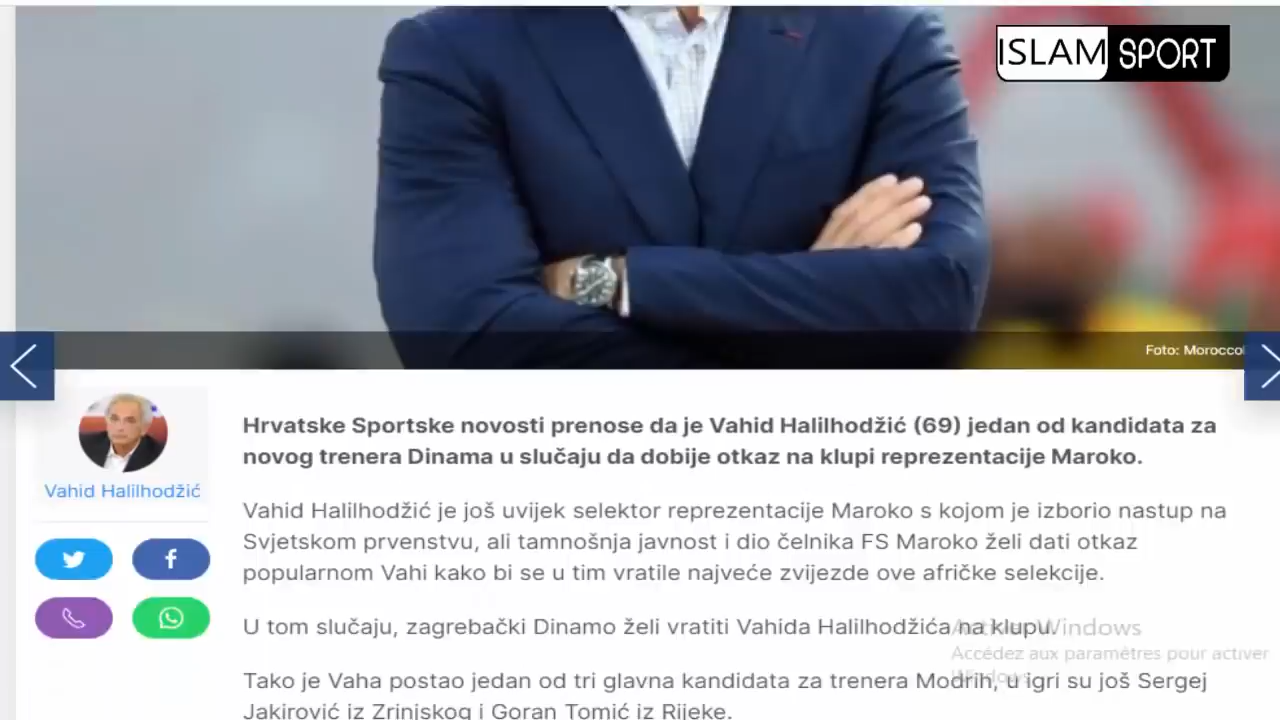 ISLAM SPORT
Foto: Moroccol
Hrvatske Sportske novosti prenose da je Vahid Halilhodžić (69) jedan od kandidata za
novog trenera Dinama u slučaju da dobije otkaz na klupi reprezentacije Maroko.
Vahid Halilhodžić
Vahid Halilhodžić je još uvijek selektor reprezentacije Maroko s kojom je izborio nastup na
Svjetskom prvenstvu, ali tamnošnja javnost i dio čelnika FS Maroko želi dati otkaz
popularnom Vahi kako bi se u tim vratile najveće zvijezde ove afričke selekcije.
U tom slučaju, zagrebački Dinamo želi vratiti Vahida Halilhodžića na klupu.
Activer Windows
Accédez aux paramètres pour activer
Windows.
Tako je Vaha postao jedan od tri glavna kandidata za trenera Modrih, u igri su još Sergej
Jakirović iz Zrinjskog i Goran Tomić iz Rijeke.